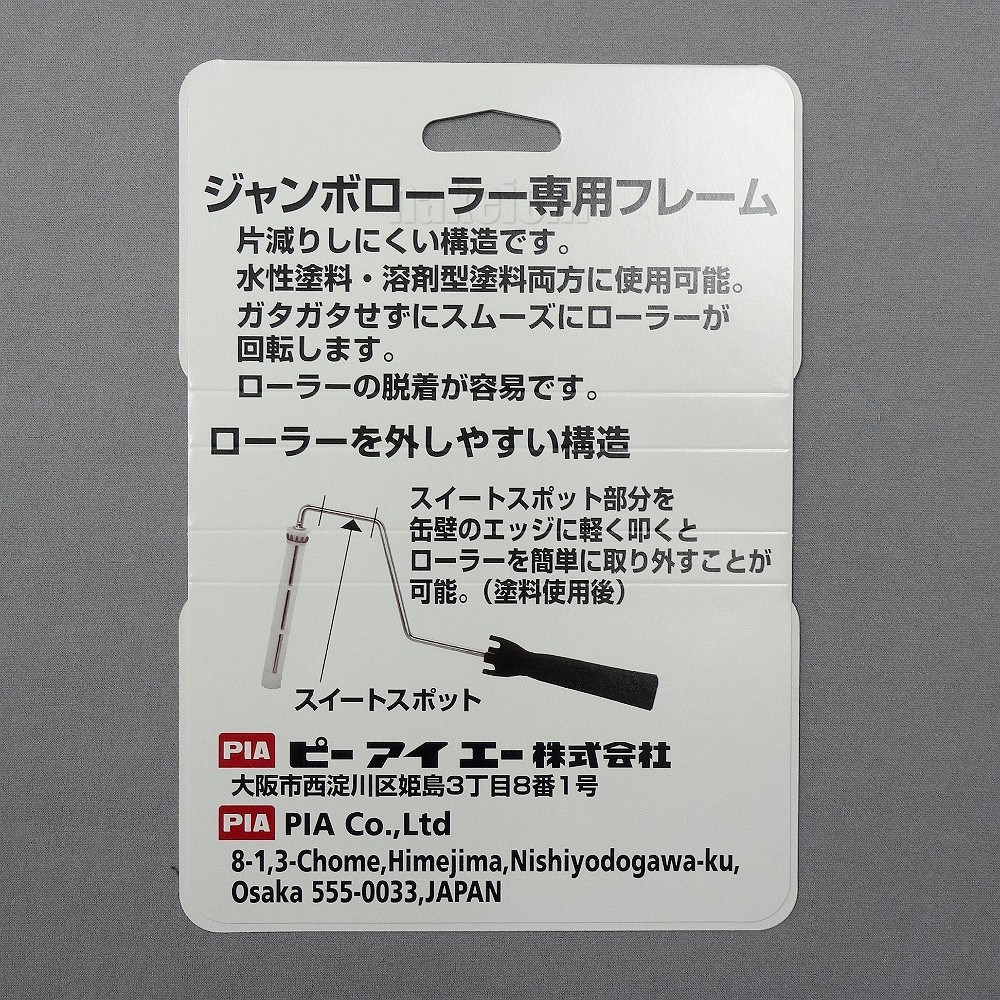 ジャンボローラー専用フレーム
片減りしにくい構造です。
水性塗料・溶剤型塗料両方に使用可能。
ガタガタせずにスムーズにローラーが
回転します。
ローラーの脱着が容易です。
ローラーを外しやすい構造
スイートスポット部分を
缶壁のエッジに軽く叩くと
ローラーを簡単に取り外すことが
可能。(塗料使用後)
スイートスポット
PIA ピーアイエー株式会社
大阪市西淀川区姫島3丁目8番1号
PIA PIA Co.,Ltd
8-1,3-Chome,Himejima,Nishiyodogawa-ku,
Osaka 555-0033,JAPAN